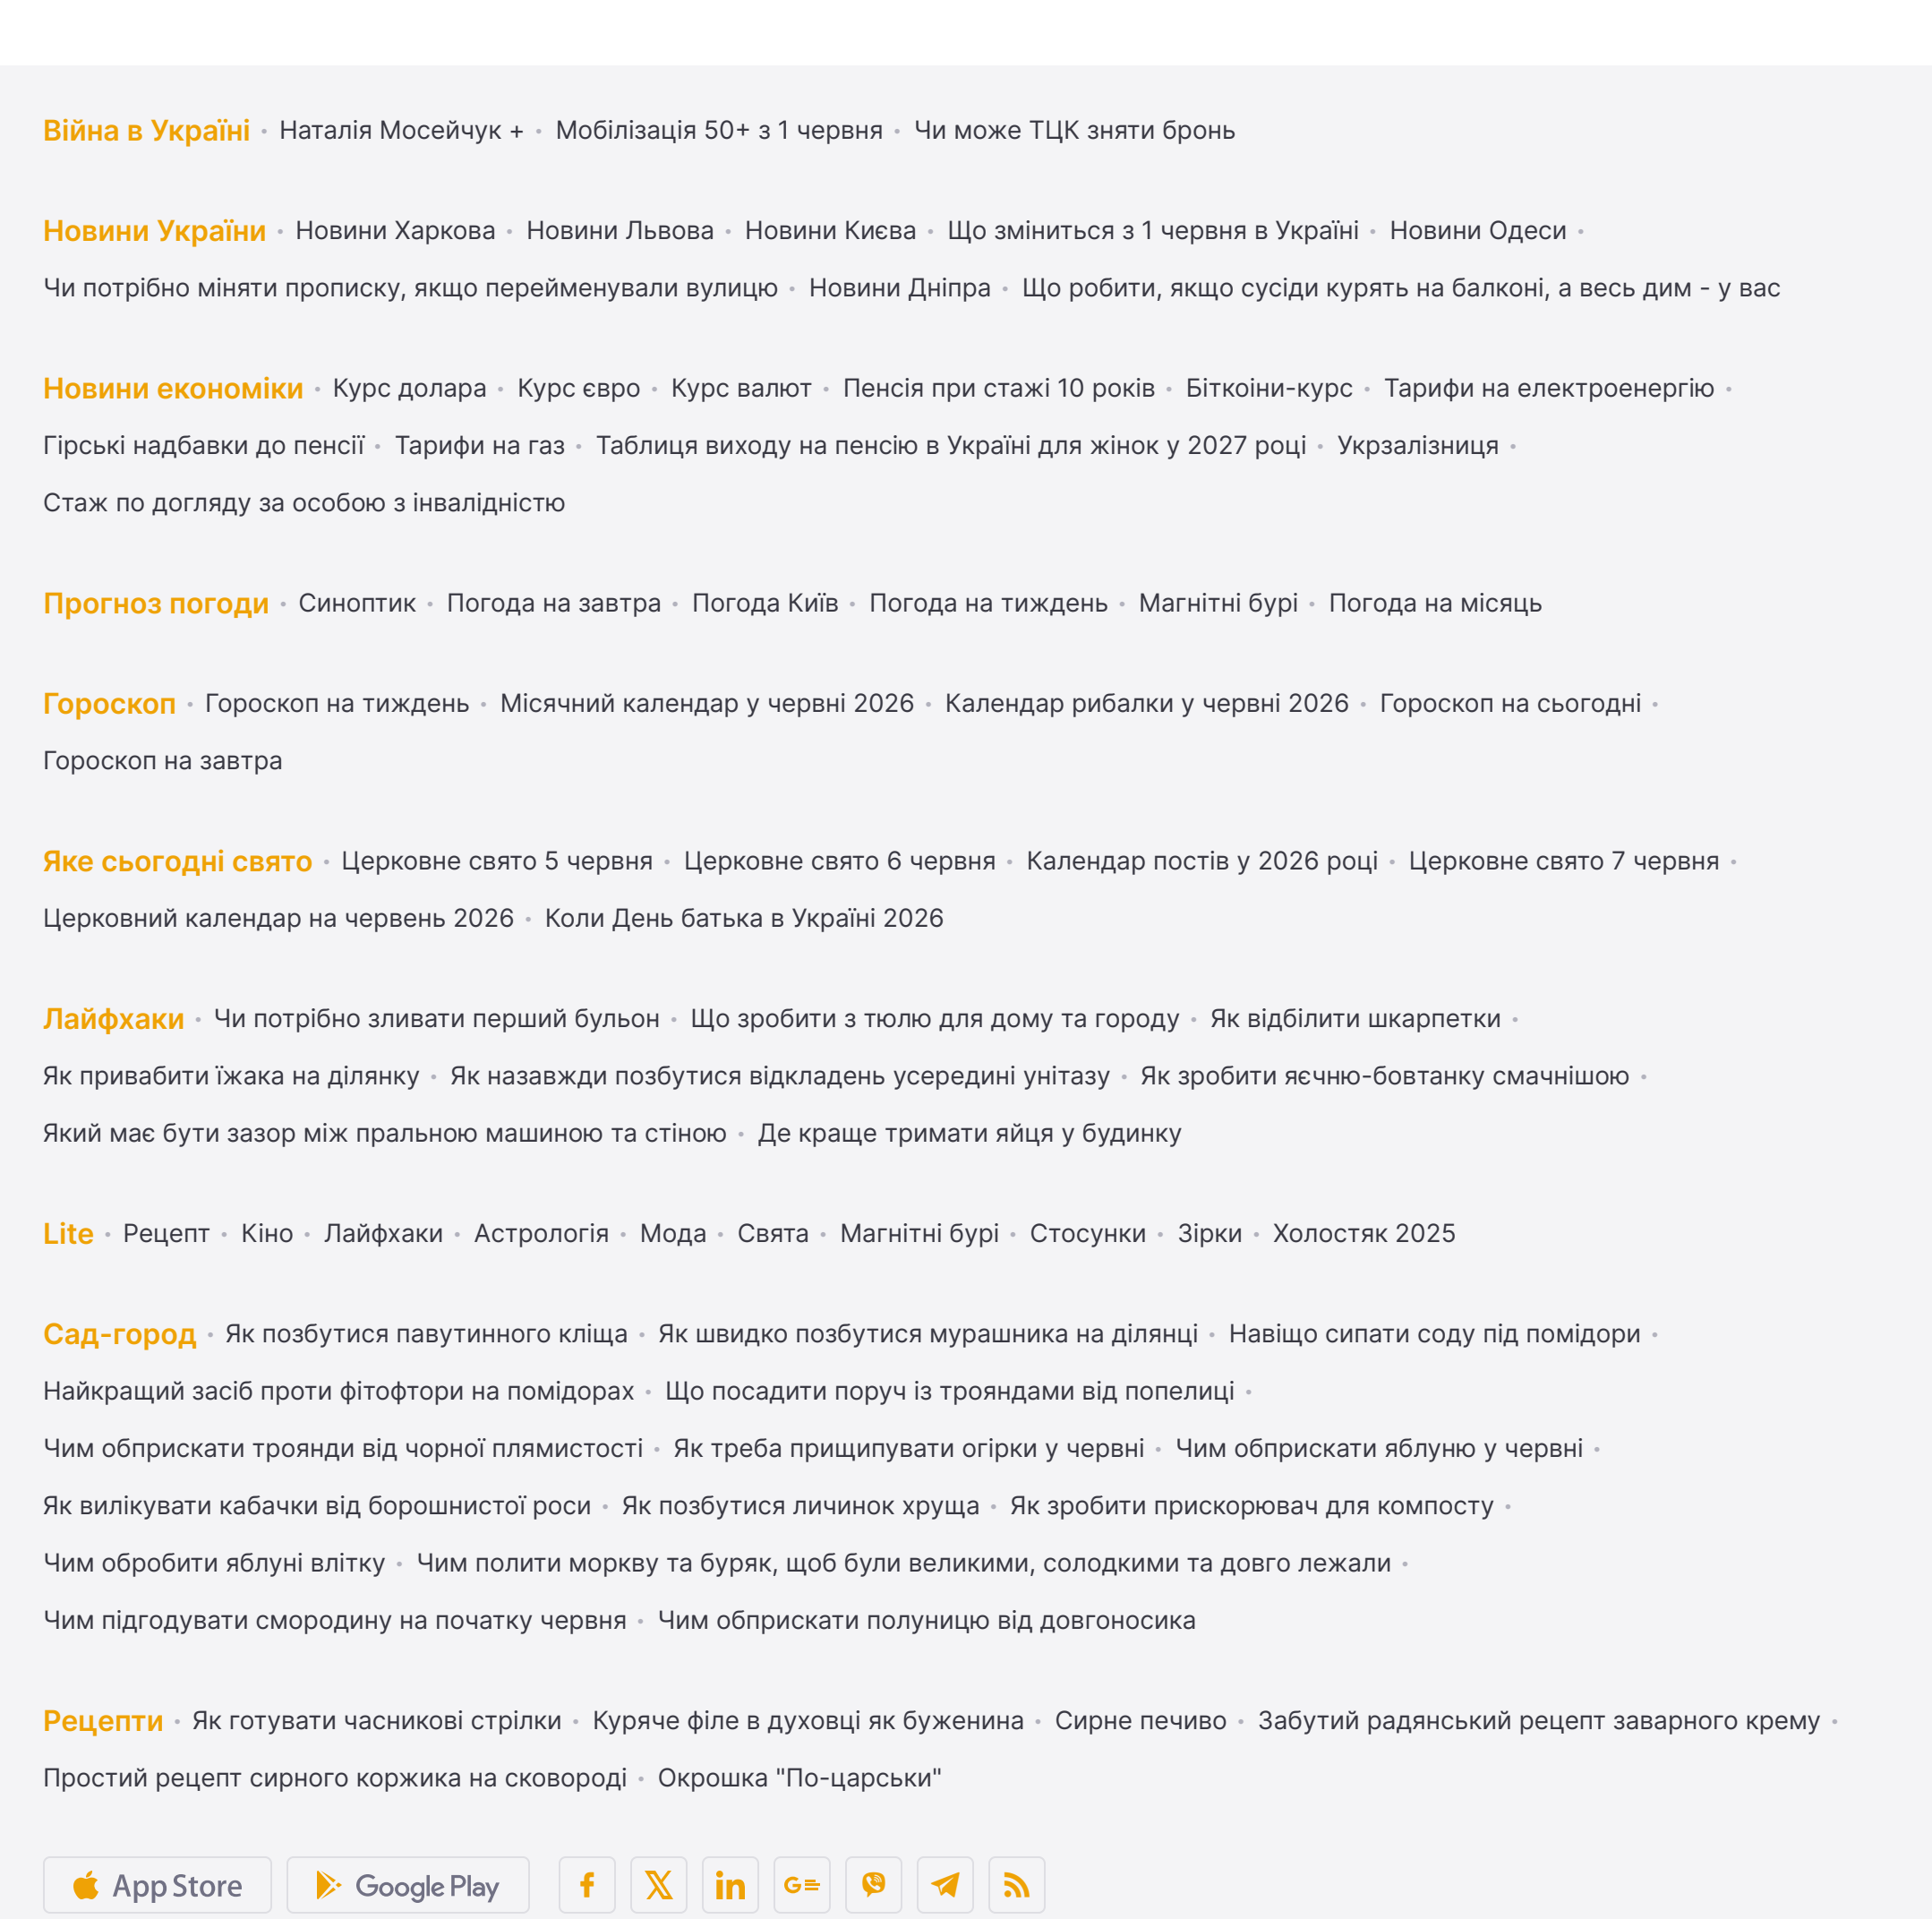 Війна в Україні • Наталія Мосейчук + • Мобілізація 50+ з 1 червня • Чи може ТЦК зняти бронь
Новини України • Новини Харкова • Новини Львова • Новини Києва • Що зміниться з 1 червня в Україні • Новини Одеси •
Чи потрібно міняти прописку, якщо перейменували вулицю • Новини Дніпра • Що робити, якщо сусіди курять на балконі, а весь дим - у вас
Новини економіки • Курс долара • Курс євро • Курс валют • Пенсія при стажі 10 років • Біткоіни-курс • Тарифи на електроенергію •
Гірські надбавки до пенсії • Тарифи на газ • Таблиця виходу на пенсію в Україні для жінок у 2027 році • Укрзалізниця •
Стаж по догляду за особою з інвалідністю
Прогноз погоди • Синоптик • Погода на завтра • Погода Київ • Погода на тиждень • Магнітні бурі • Погода на місяць
Гороскоп • Гороскоп на тиждень • Місячний календар у червні 2026 • Календар рибалки у червні 2026 • Гороскоп на сьогодні •
Гороскоп на завтра
Яке сьогодні свято • Церковне свято 5 червня • Церковне свято 6 червня • Календар постів у 2026 році • Церковне свято 7 червня •
Церковний календар на червень 2026 • Коли День батька в Україні 2026
Лайфхаки • Чи потрібно зливати перший бульон • Що зробити з тюлю для дому та городу • Як відбілити шкарпетки •
Як привабити їжака на ділянку • Як назавжди позбутися відкладень усередині унітазу • Як зробити яєчню-бовтанку смачнішою •
Який має бути зазор між пральною машиною та стіною • Де краще тримати яйця у будинку
Lite • Рецепт • Кіно • Лайфхаки • Астрологія • Мода • Свята • Магнітні бурі • Стосунки • Зірки • Холостяк 2025
Сад-город • Як позбутися павутинного кліща • Як швидко позбутися мурашника на ділянці • Навіщо сипати соду під помідори •
Найкращий засіб проти фітофтори на помідорах • Що посадити поруч із трояндами від попелиці •
Чим обприскати троянди від чорної плямистості • Як треба прищипувати огірки у червні • Чим обприскати яблуню у червні •
Як вилікувати кабачки від борошнистої роси • Як позбутися личинок хруща • Як зробити прискорювач для компосту •
Чим обробити яблуні влітку • Чим полити моркву та буряк, щоб були великими, солодкими та довго лежали •
Чим підгодувати смородину на початку червня • Чим обприскати полуницю від довгоносика
Рецепти • Як готувати часникові стрілки • Куряче філе в духовці як буженина • Сирне печиво • Забутий радянський рецепт заварного крему •
Простий рецепт сирного коржика на сковороді • Окрошка "По-царськи"
App Store Google Play